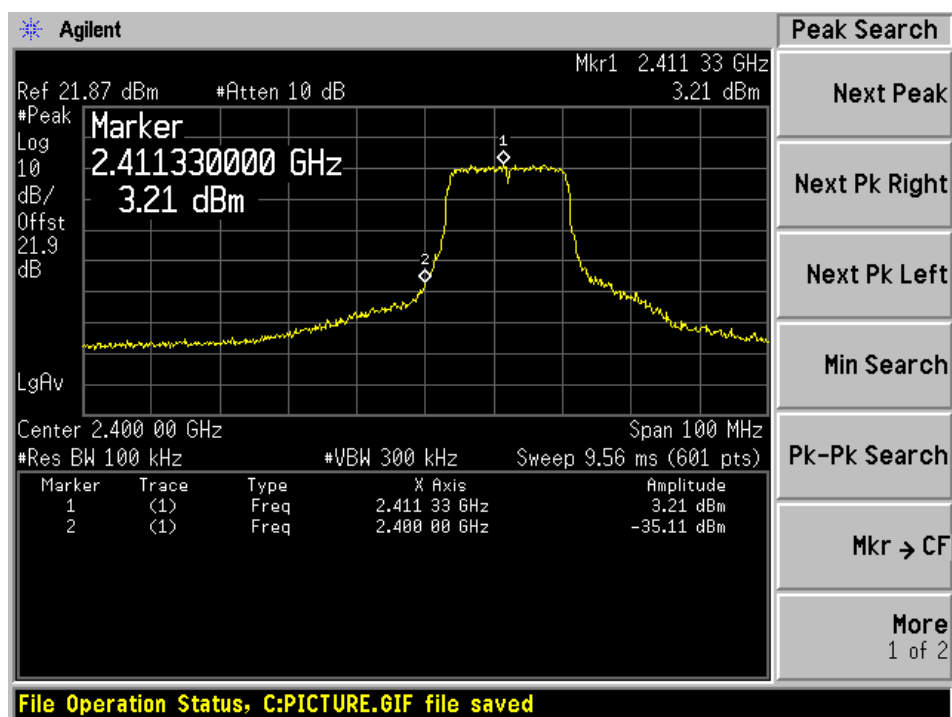 Agilent
Peak Search
Mkr1 2.411 33 GHz
Ref 21.87 dBm #Atten 10 dB 3.21 dBm
#Peak
Log
10
dB/
Offst
21.9
dB
LgAv
Marker
2.411330000 GHz
3.21 dBm
1
2
Center 2.400 00 GHz Span 100 MHz
#Res BW 100 kHz #VBW 300 kHz Sweep 9.56 ms (601 pts)
Marker Trace Type X Axis Amplitude
1 (1) Freq 2.411 33 GHz 3.21 dBm
2 (1) Freq 2.400 00 GHz -35.11 dBm
Next Peak
Next Pk Right
Next Pk Left
Min Search
Pk-Pk Search
Mkr → CF
More
1 of 2
File Operation Status, C:PICTURE.GIF file saved